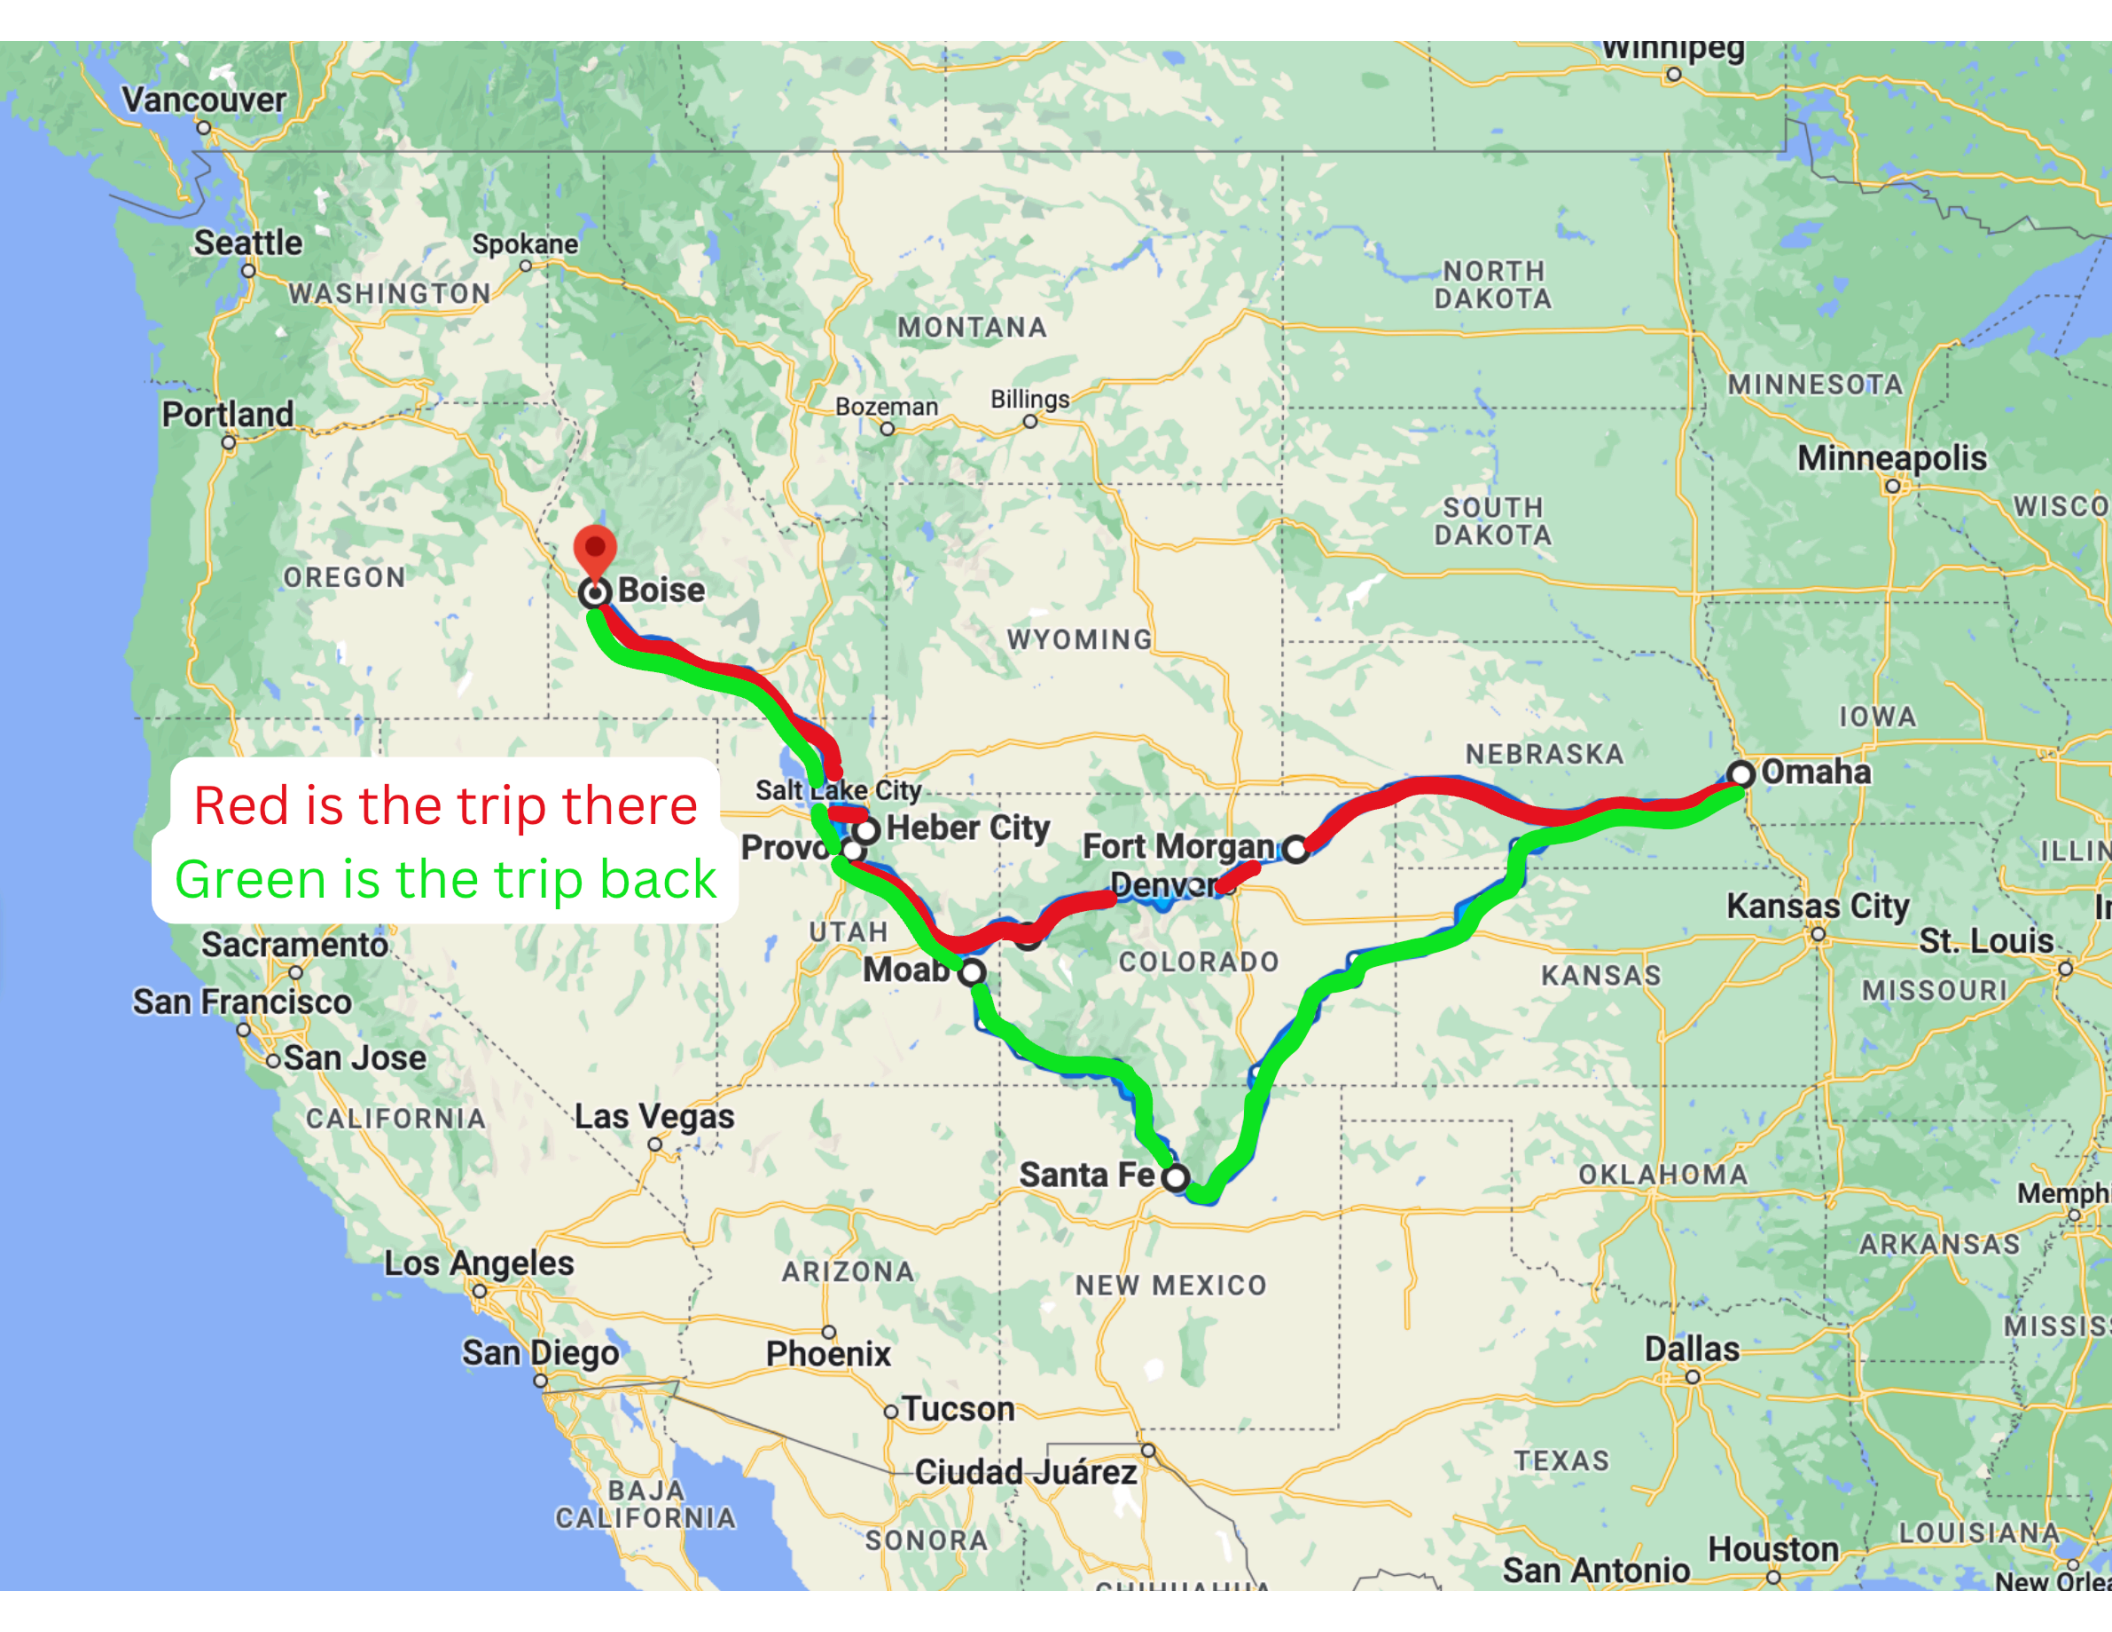 Winnipeg
Vancouver
Seattle
Spokane
WASHINGTON
NORTH
DAKOTA
MONTANA
MINNESOTA
Portland
Bozeman
Billings
Minneapolis
WISCO
SOUTH
DAKOTA
OREGON
Boise
WYOMING
IOWA
NEBRASKA
Omaha
Salt Lake City
Red is the trip there
Heber City
Provo
Fort Morgan
ILLIN
Green is the trip back
Denver
Kansas City
In
UTAH
Sacramento
St. Louis
COLORADO
Moab
KANSAS
MISSOURI
San Francisco
San Jose
CALIFORNIA
Las Vegas
Santa Fe
OKLAHOMA
Memphi
ARKANSAS
Los Angeles
ARIZONA
NEW MEXICO
MISSIS
San Diego
Phoenix
Dallas
Tucson
Ciudad Juárez
TEXAS
BAJA
CALIFORNIA
SONORA
LOUISIANA
Houston
San Antonio
New Orlea
CHIHUAHUA